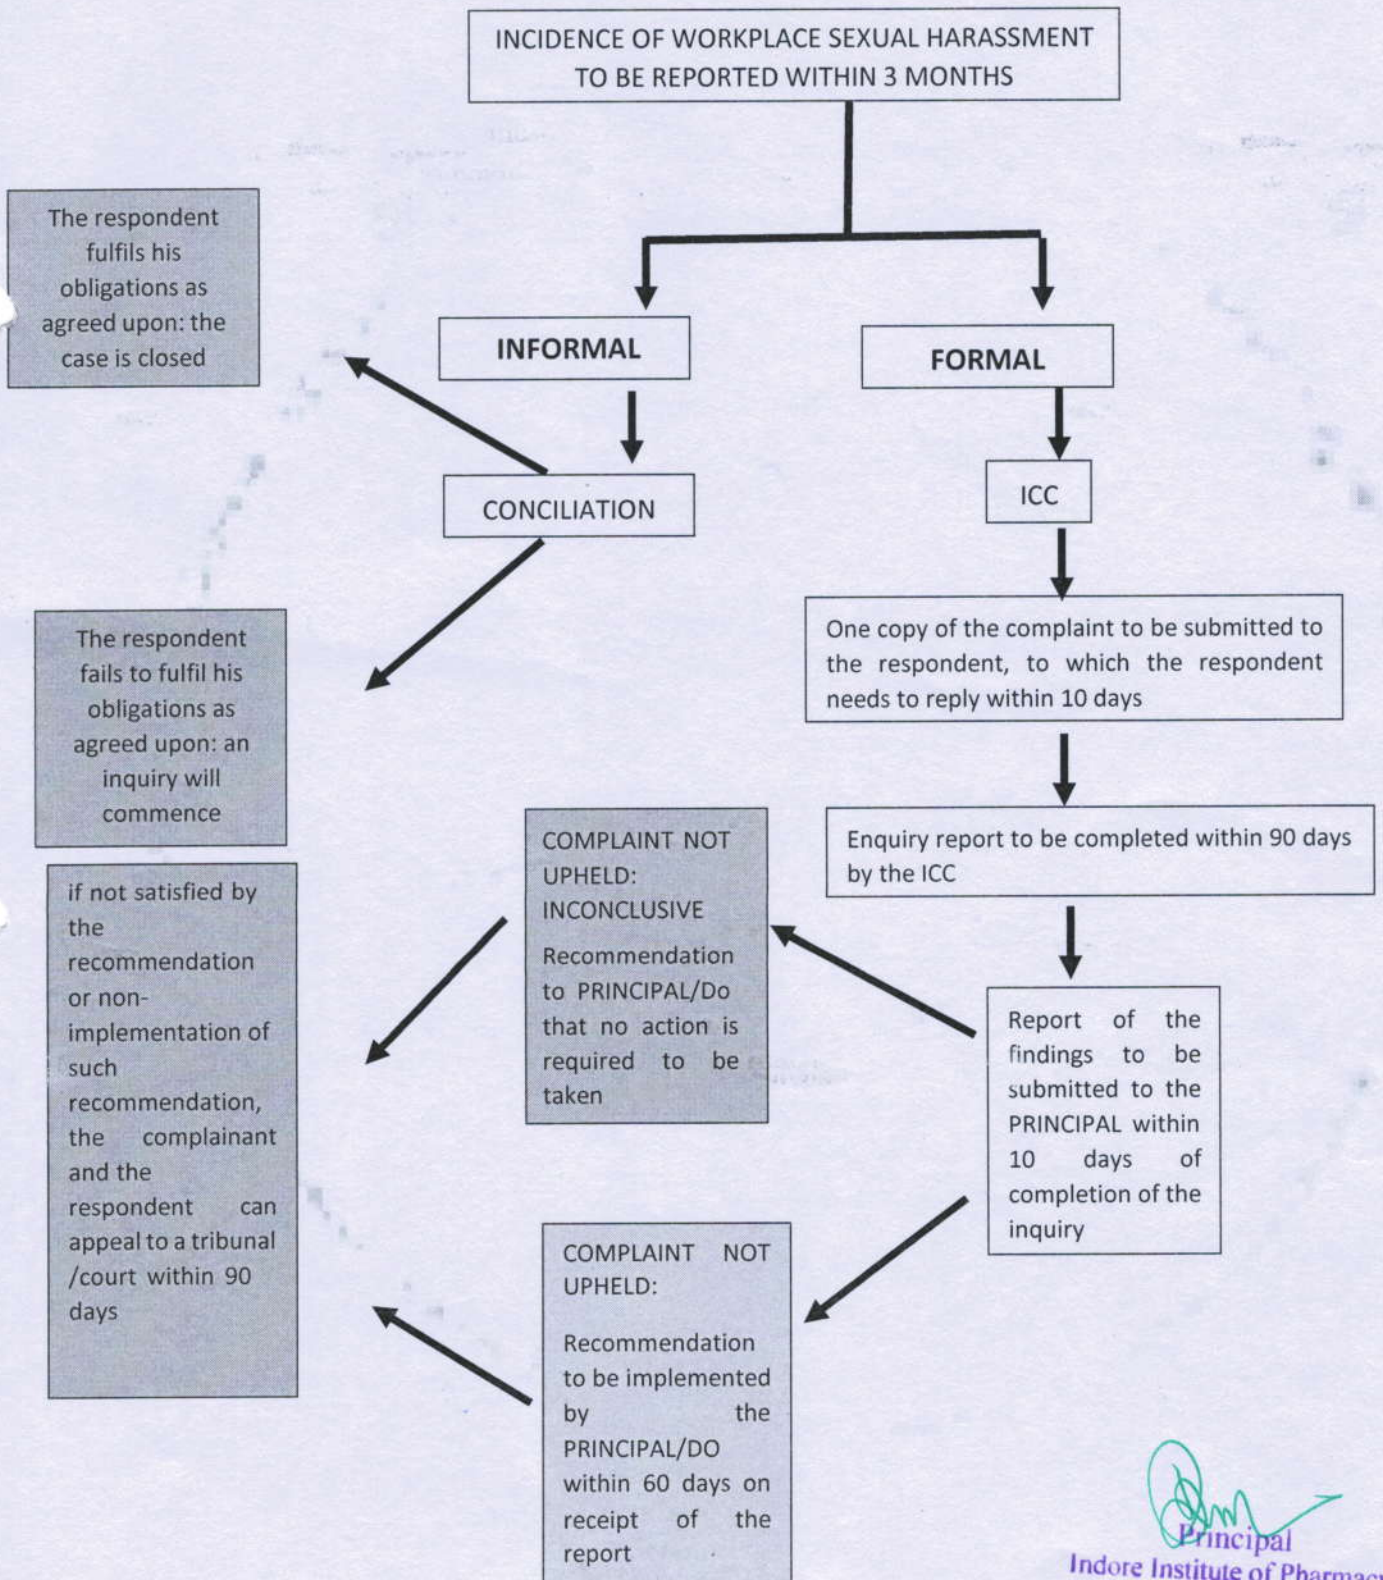 INCIDENCE OF WORKPLACE SEXUAL HARASSMENT
TO BE REPORTED WITHIN 3 MONTHS
The respondent
fulfils his
obligations as
agreed upon: the
case is closed
INFORMAL
FORMAL
CONCILIATION
ICC
The respondent
fails to fulfil his
obligations as
agreed upon: an
inquiry will
commence
One copy of the complaint to be submitted to
the respondent, to which the respondent
needs to reply within 10 days
Enquiry report to be completed within 90 days
by the ICC
COMPLAINT NOT
UPHELD:
INCONCLUSIVE
Recommendation
to PRINCIPAL/Do
that no action is
required to be
taken
Report of the
findings to be
submitted to the
PRINCIPAL within
10 days of
completion of the
inquiry
if not satisfied by
the
recommendation
or non-
implementation of
such
recommendation,
the complainant
and the
respondent can
appeal to a tribunal
/court within 90
days
COMPLAINT NOT
UPHELD:
Recommendation
to be implemented
by the
PRINCIPAL/DO
within 60 days on
receipt of the
report
Principal
Indore Institute of Pharmacy